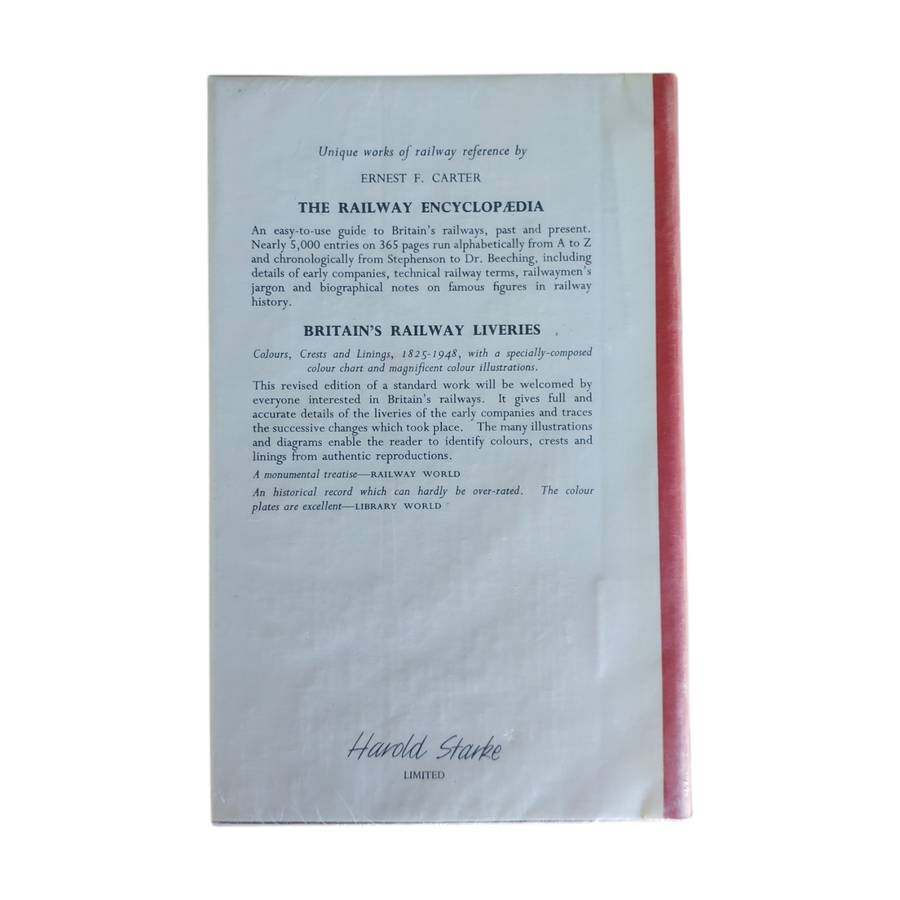 Unique works of railway reference by
ERNEST F. CARTER
THE RAILWAY ENCYCLOPÆDIA
An easy-to-use guide to Britain's railways, past and present.
Nearly 5,000 entries on 365 pages run alphabetically from A to Z
and chronologically from Stephenson to Dr. Beeching, including
details of early companies, technical railway terms, railwaymen's
jargon and biographical notes on famous figures in railway
history.
BRITAIN'S RAILWAY LIVERIES
Colours, Crests and Linings, 1825-1948, with a specially-composed
colour chart and magnificent colour illustrations.
This revised edition of a standard work will be welcomed by
everyone interested in Britain's railways. It gives full and
accurate details of the liveries of the early companies and traces
the successive changes which took place. The many illustrations
and diagrams enable the reader to identify colours, crests and
linings from authentic reproductions.
A monumental treatise—RAILWAY WORLD
An historical record which can hardly be over-rated. The colour
plates are excellent—LIBRARY WORLD
Harold Starke
LIMITED